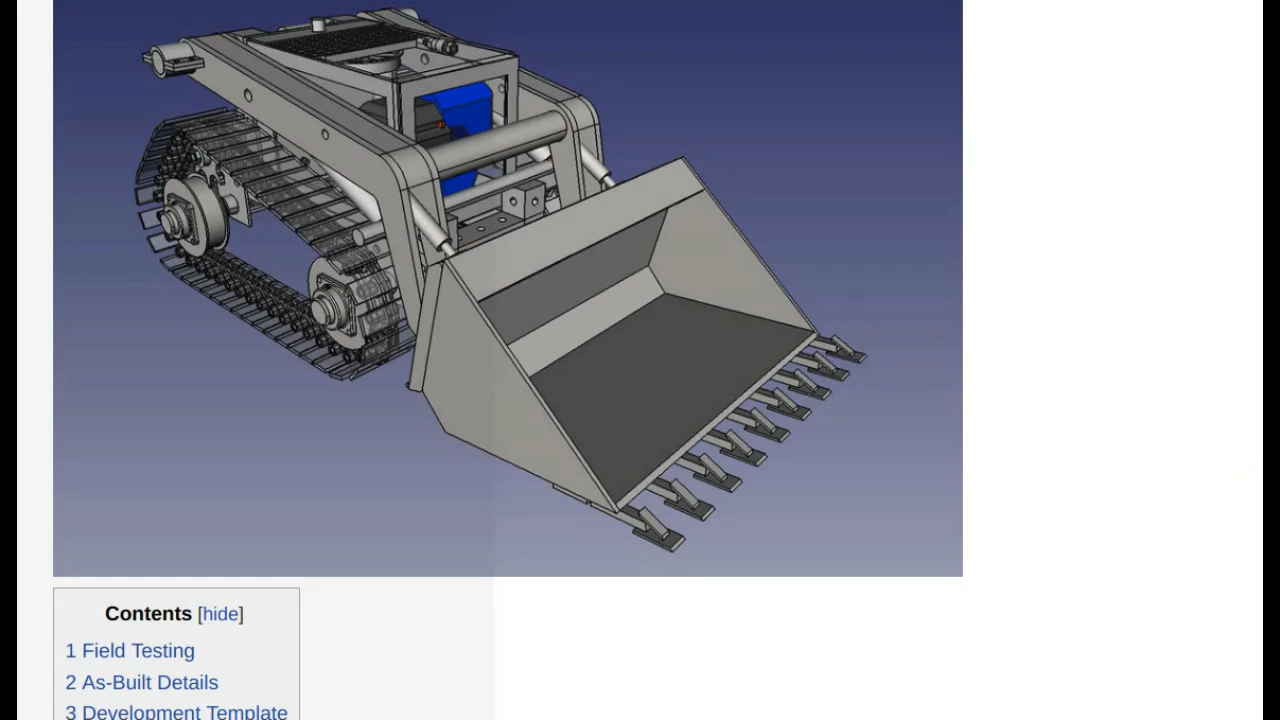 Contents [hide]
1 Field Testing
2 As-Built Details
3 Development Template